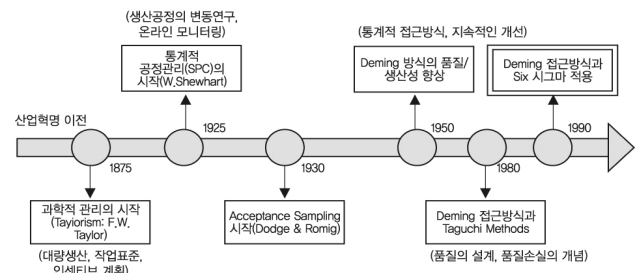 (생산공정의 변동연구,
온라인 모니터링)
통계적
공정관리(SPC)의
시작(W.Shewhart)
(통계적 접근방식, 지속적인 개선)
Deming 방식의 품질/
생산성 향상
Deming 접근방식과
Six 시그마 적용
산업혁명 이전
1925
1950
1990
1875
1930
1980
과학적 관리의 시작
(Tayiorism: F.W.
Taylor)
(대량생산, 작업표준,
인센티브 계획)
Acceptance Sampling
시작(Dodge & Romig)
Deming 접근방식과
Taguchi Methods
(품질의 설계, 품질손실의 개념)